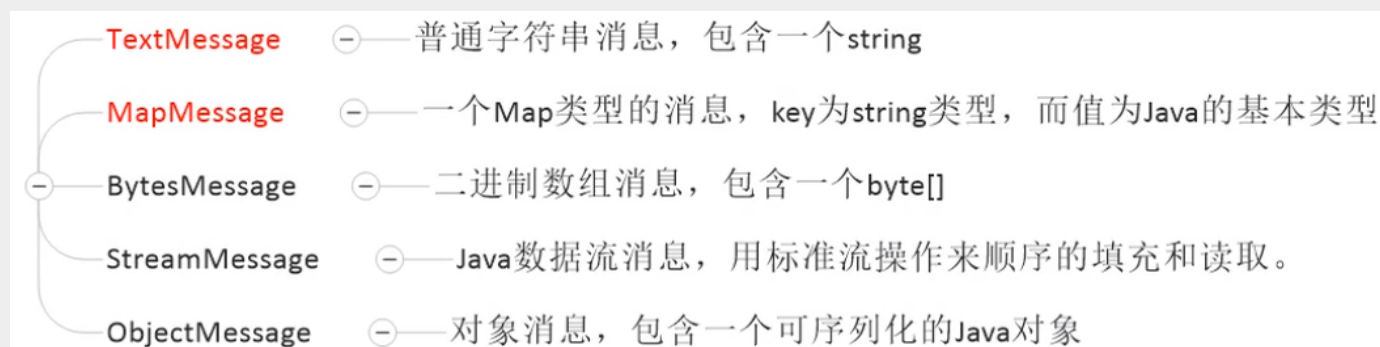 TextMessage 普通字符串消息，包含一个string
MapMessage 一个Map类型的消息，key为string类型，而值为Java的基本类型
BytesMessage 二进制数组消息，包含一个byte[]
StreamMessage Java数据流消息，用标准流操作来顺序的填充和读取。
ObjectMessage 对象消息，包含一个可序列化的Java对象